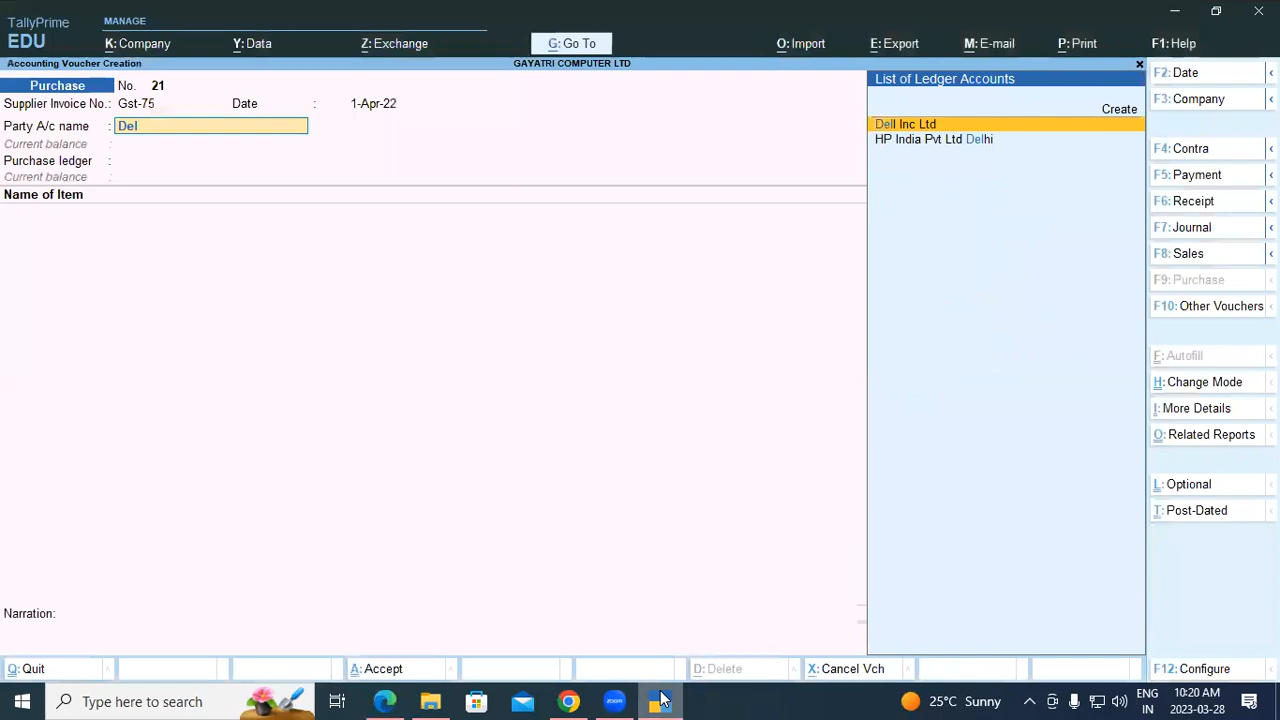 TallyPrime
EDU
MANAGE
K: Company
Y: Data
Z: Exchange
G: Go To
O: Import
E: Export
M: E-mail
P: Print
F1: Help
Accounting Voucher Creation
GAYATRI COMPUTER LTD
Purchase No. 21
Supplier Invoice No.: Gst-75 Date : 1-Apr-22
Party A/c name : Del
Current balance :
Purchase ledger :
Current balance :
Name of Item
Narration:
List of Ledger Accounts
Create
Dell Inc Ltd
HP India Pvt Ltd Delhi
F2: Date
F3: Company
F4: Contra
F5: Payment
F6: Receipt
F7: Journal
F8: Sales
F9: Purchase
F10: Other Vouchers
F: Autofill
H: Change Mode
I: More Details
O: Related Reports
L: Optional
T: Post-Dated
F12: Configure
Q: Quit
A: Accept
D: Delete
X: Cancel Vch
Type here to search
zoom
25°C Sunny
ENG
IN
10:20 AM
2023-03-28